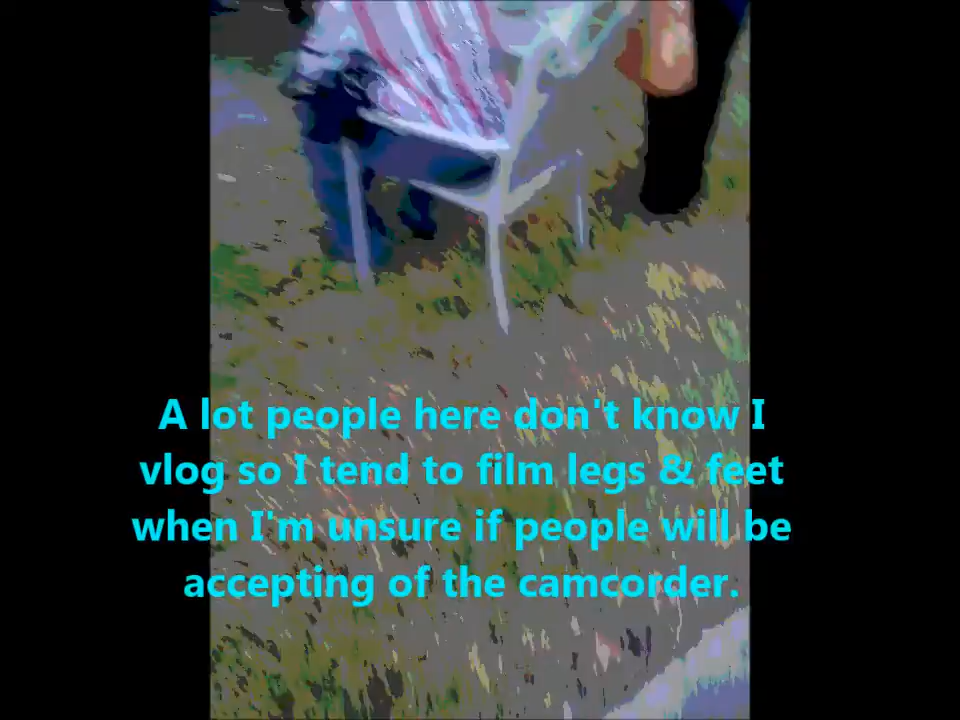 A lot people here don't know I
vlog so I tend to film legs & feet
when I'm unsure if people will be
accepting of the camcorder.